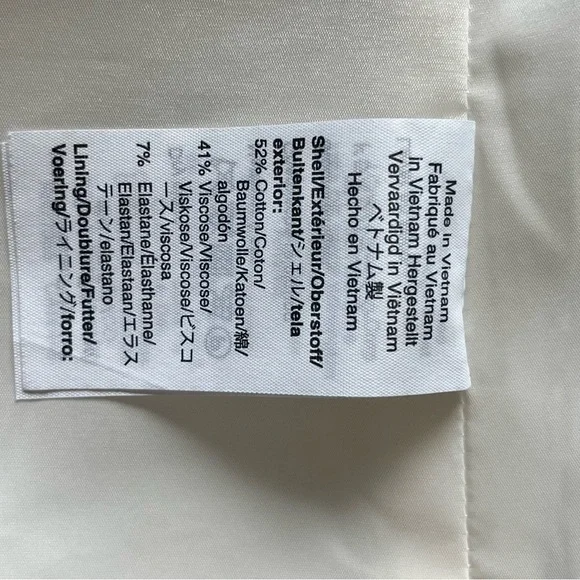 Made in Vietnam
Fabriqué au Vietnam
in Vietnam Hergestellt
Vervaardigd in Viëtnam
ベトナム製
Hecho en Vietnam
Shell/Extérieur/Oberstoff/
Buitenkant/シェル/tela
exterior:
52% Cotton/Coton/
Baumwolle/Katoen/綿/
algodón
41% Viscose/Viscose/
Viskose/Viscose/ビスコ
ース/viscosa
7% Elastane/Élasthanne/
Elastan/Elastaan/エラス
テーン/elastano
Lining/Doublure/Futter/
Voering/ライニング/forro: